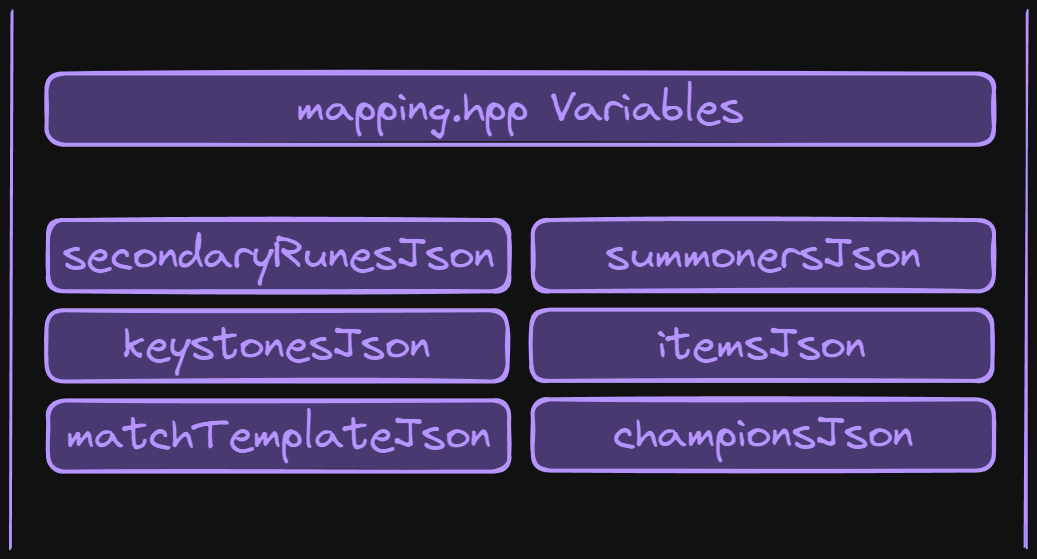 mapping.hpp Variables
secondaryRunesJson
summonersJson
keystonesJson
itemsJson
matchTemplateJson
championsJson